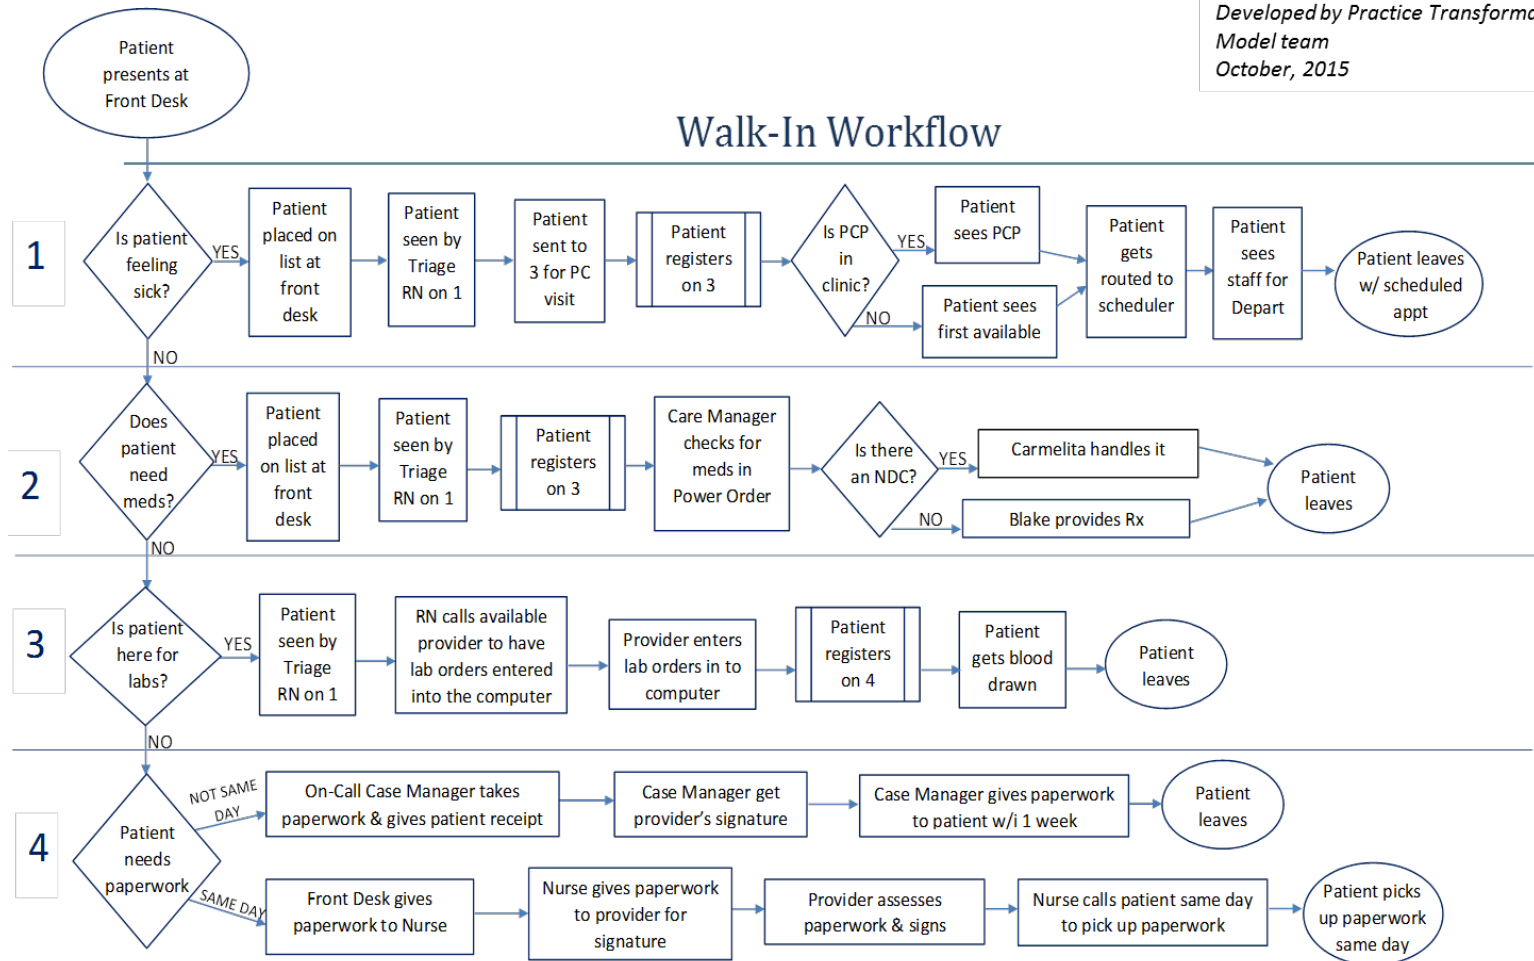 Developed by Practice Transforma
Model team
October, 2015
Patient
presents at
Front Desk
Walk-In Workflow
1
Is patient
feeling
sick?
YES
Patient
placed on
list at
front
desk
Patient
seen by
Triage
RN on 1
Patient
sent to
3 for PC
visit
Patient
registers
on 3
Is PCP
in
clinic?
YES
Patient
sees PCP
NO
Patient sees
first available
Patient
gets
routed to
scheduler
Patient
sees
staff for
Depart
Patient leaves
w/ scheduled
appt
NO
2
Does
patient
need
meds?
YES
Patient
placed
on list at
front
desk
Patient
seen by
Triage
RN on 1
Patient
registers
on 3
Care Manager
checks for
meds in
Power Order
Is there
an NDC?
YES
Carmelita handles it
NO
Blake provides Rx
Patient
leaves
NO
3
Is patient
here for
labs?
YES
Patient
seen by
Triage
RN on 1
RN calls available
provider to have
lab orders entered
into the computer
Provider enters
lab orders in to
computer
Patient
registers
on 4
Patient
gets blood
drawn
Patient
leaves
NO
4
Patient
needs
paperwork
NOT SAME
DAY
On-Call Case Manager takes
paperwork & gives patient receipt
Case Manager get
provider's signature
Case Manager gives paperwork
to patient w/i 1 week
Patient
leaves
SAME DAY
Front Desk gives
paperwork to Nurse
Nurse gives paperwork
to provider for
signature
Provider assesses
paperwork & signs
Nurse calls patient same day
to pick up paperwork
Patient picks
up paperwork
same day